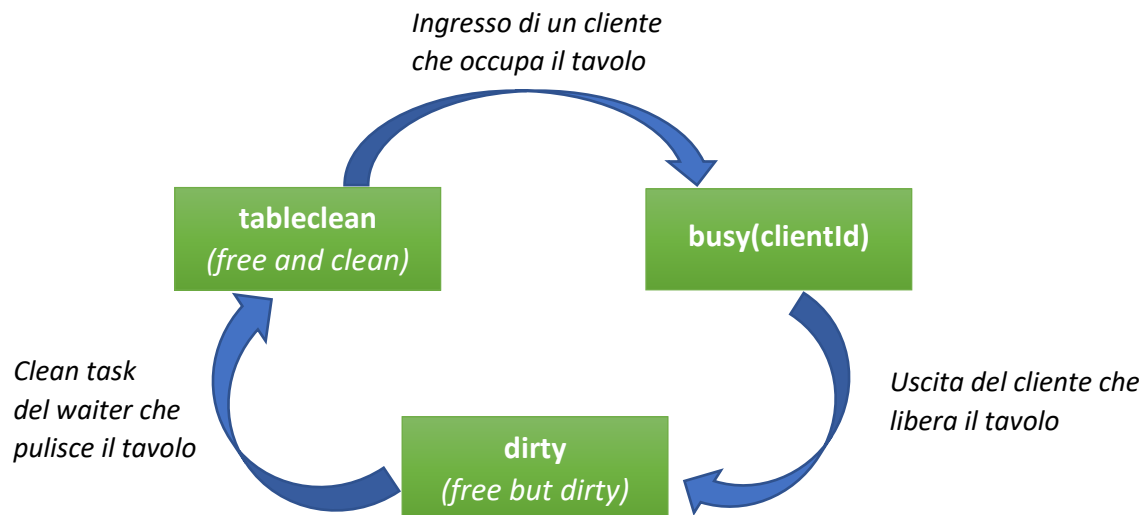 Ingresso di un cliente
che occupa il tavolo
tableclean
(free and clean)
busy(clientId)
Clean task
del waiter che
pulisce il tavolo
Uscita del cliente che
libera il tavolo
dirty
(free but dirty)